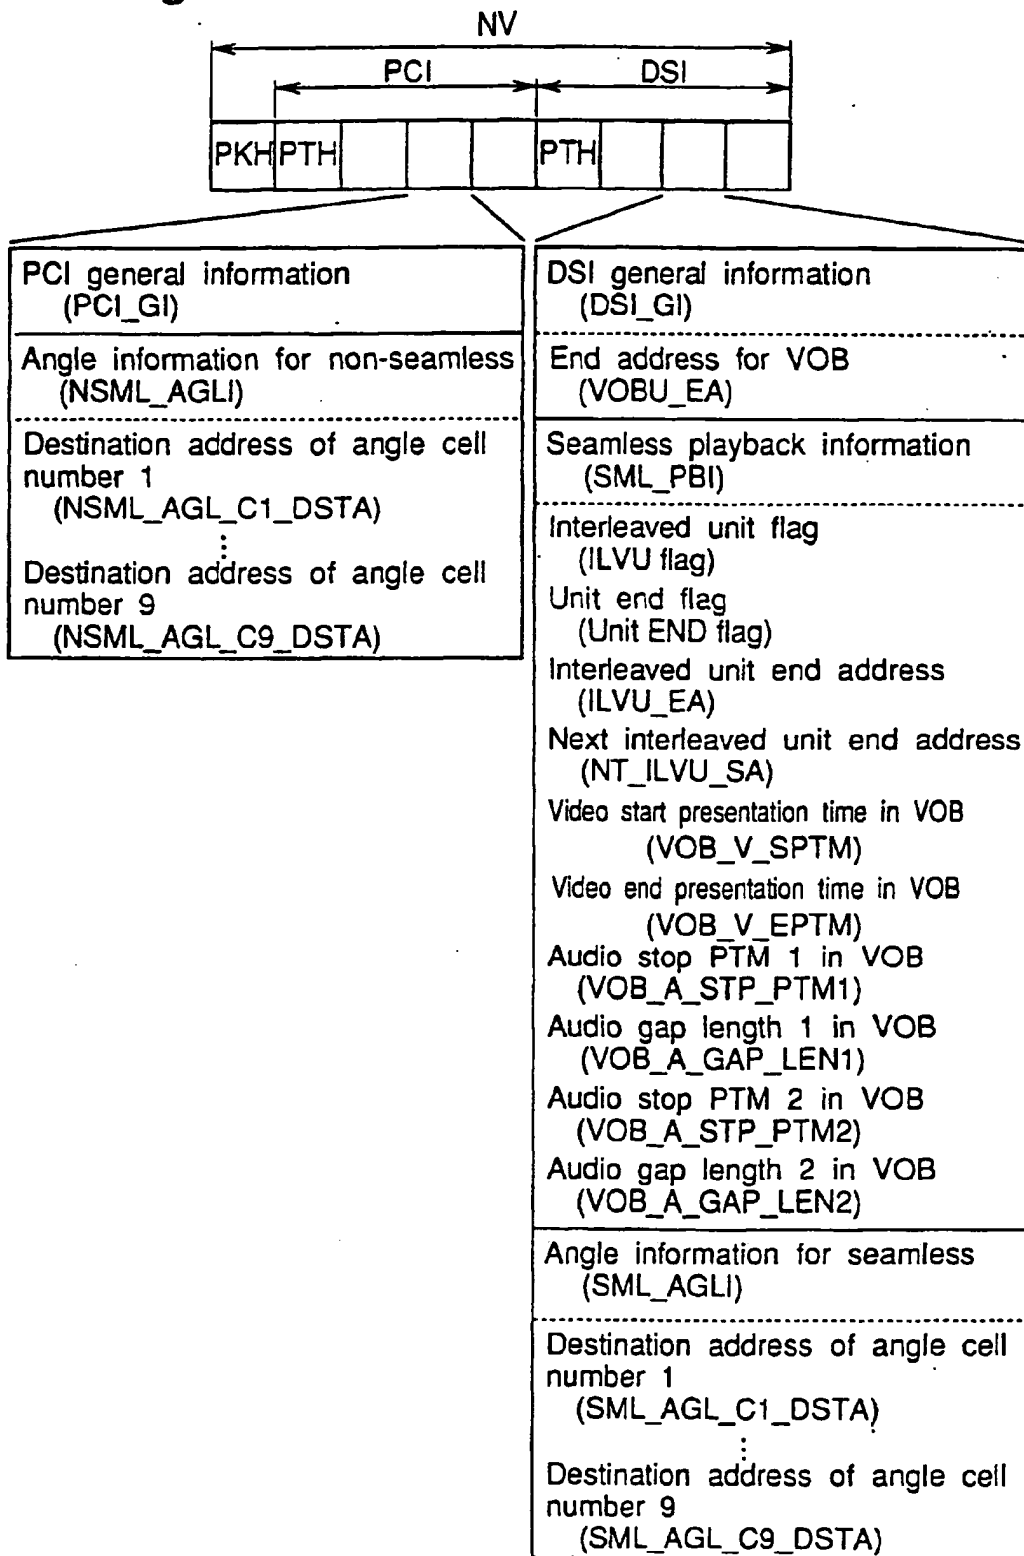 g
NV
PCI DSI
PKH PTH PTH
PCI general information
(PCI_GI)
Angle information for non-seamless
(NSML_AGLI)
Destination address of angle cell
number 1
(NSML_AGL_C1_DSTA)
⋮
Destination address of angle cell
number 9
(NSML_AGL_C9_DSTA)
DSI general information
(DSI_GI)
End address for VOB
(VOBU_EA)
Seamless playback information
(SML_PBI)
Interleaved unit flag
(ILVU flag)
Unit end flag
(Unit END flag)
Interleaved unit end address
(ILVU_EA)
Next interleaved unit end address
(NT_ILVU_SA)
Video start presentation time in VOB
(VOB_V_SPTM)
Video end presentation time in VOB
(VOB_V_EPTM)
Audio stop PTM 1 in VOB
(VOB_A_STP_PTM1)
Audio gap length 1 in VOB
(VOB_A_GAP_LEN1)
Audio stop PTM 2 in VOB
(VOB_A_STP_PTM2)
Audio gap length 2 in VOB
(VOB_A_GAP_LEN2)
Angle information for seamless
(SML_AGLI)
Destination address of angle cell
number 1
(SML_AGL_C1_DSTA)
⋮
Destination address of angle cell
number 9
(SML_AGL_C9_DSTA)